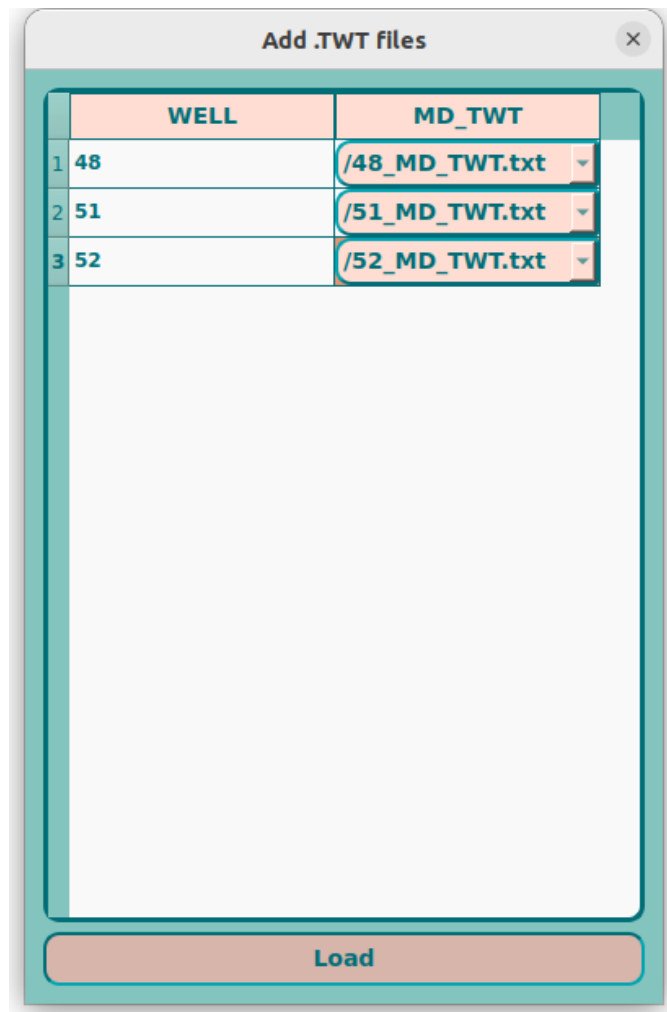 Add .TWT files
WELL MD_TWT
1 48 /48_MD_TWT.txt
2 51 /51_MD_TWT.txt
3 52 /52_MD_TWT.txt
Load